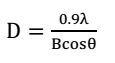 D = 0.9λ / Bcosθ